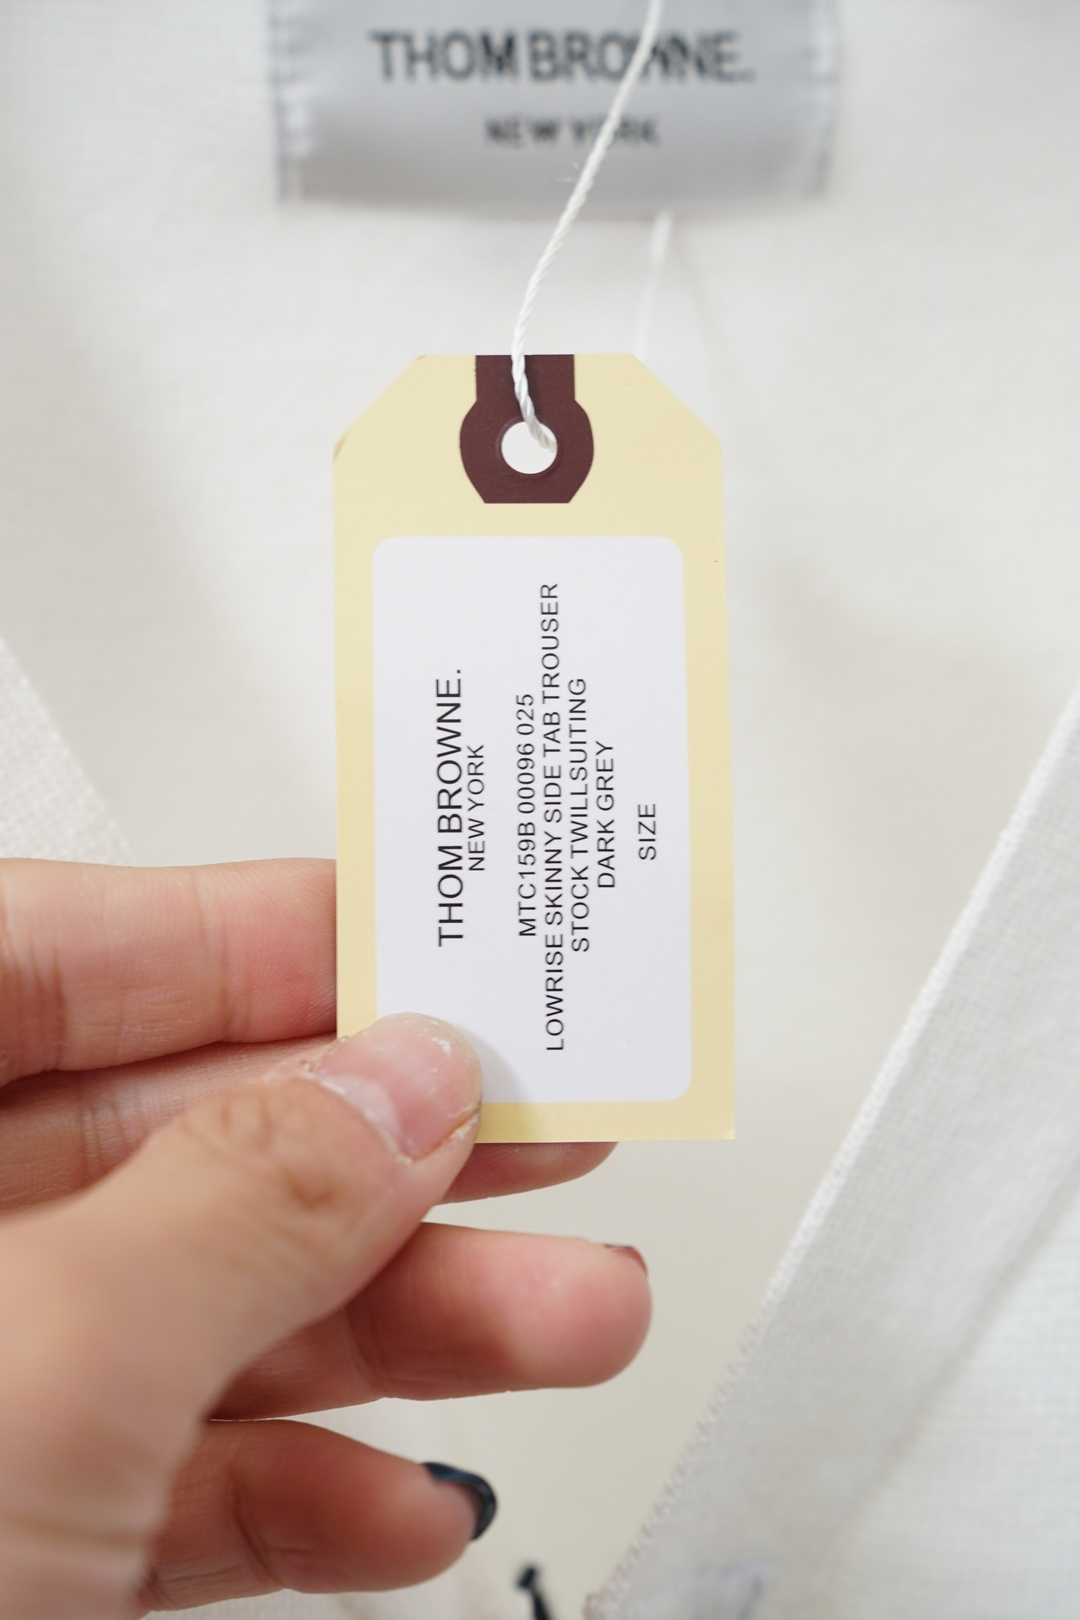 THOM BROWNE.
NEW YORK
THOM BROWNE.
NEW YORK
MTC159B 00096 025
LOWRISE SKINNY SIDE TAB TROUSER
STOCK TWILLSUITING
DARK GREY
SIZE